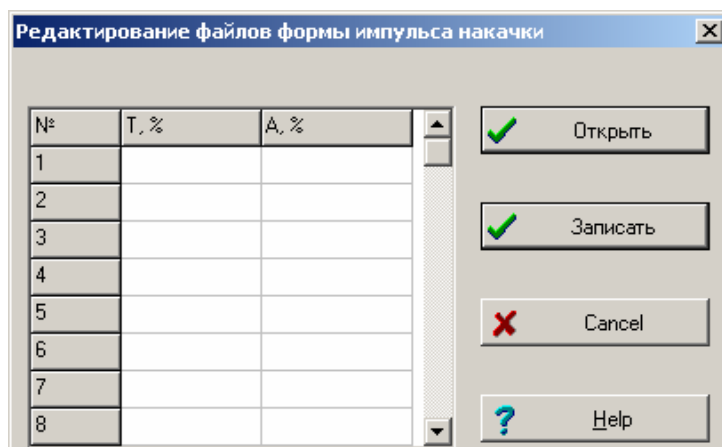 Редактирование файлов формы импульса накачки
№ T, % A, %
1
2
3
4
5
6
7
8
Открыть
Записать
Cancel
Help